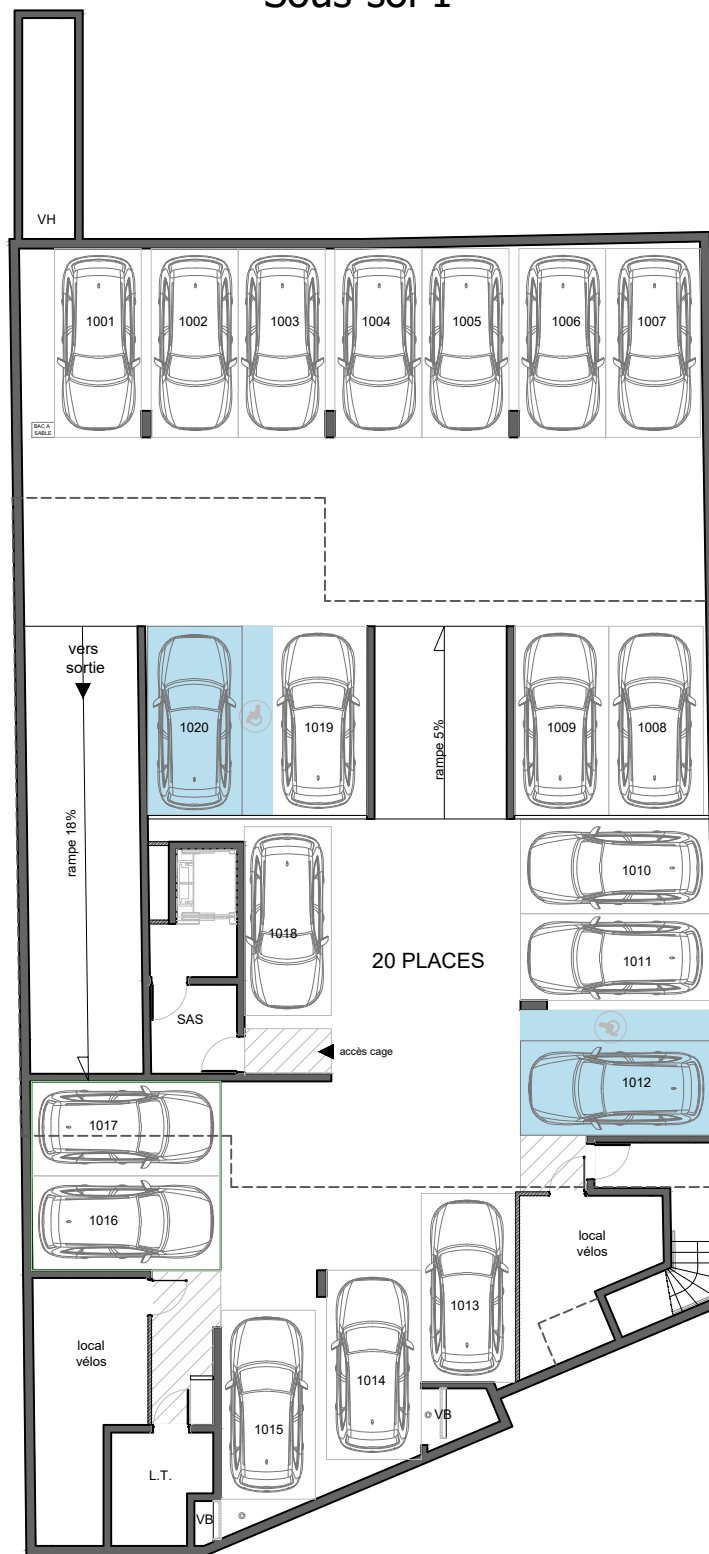 Sous-sol 1
VH
1001
1002
1003
1004
1005
1006
1007
BAC A
SABLE
vers
sortie
rampe 18%
1020
1019
rampe 5%
1009
1008
1010
1018
20 PLACES
1011
SAS
accès cage
1012
1017
1016
local
vélos
1013
local
vélos
1014
1015
VB
L.T.
VB